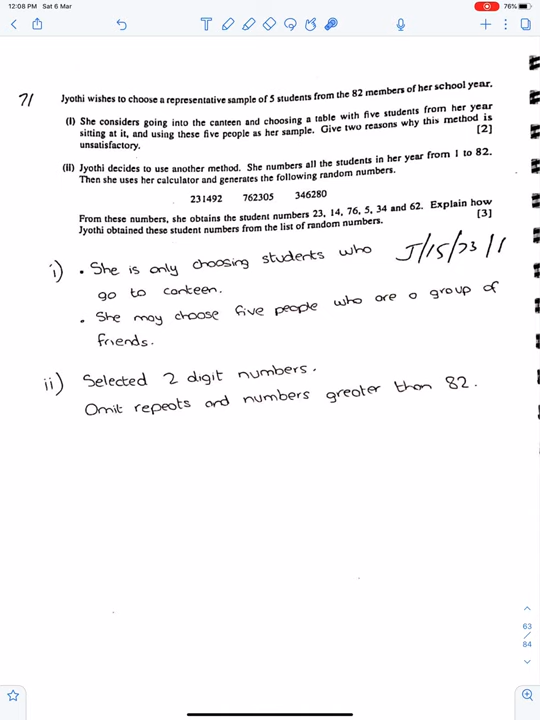 12:08 PM Sat 6 Mar
76%
71 Jyothi wishes to choose a representative sample of 5 students from the 82 members of her school year.
(i) She considers going into the canteen and choosing a table with five students from her year
sitting at it, and using these five people as her sample. Give two reasons why this method is
unsatisfactory. [2]
(ii) Jyothi decides to use another method. She numbers all the students in her year from 1 to 82.
Then she uses her calculator and generates the following random numbers.
231492 762305 346280
From these numbers, she obtains the student numbers 23, 14, 76, 5, 34 and 62. Explain how
Jyothi obtained these student numbers from the list of random numbers. [3]
J/15/73/1
i) • She is only choosing students who
go to canteen.
• She may choose five people who are a group of
friends.
ii) Selected 2 digit numbers.
Omit repeats and numbers greater than 82.
63
/
84